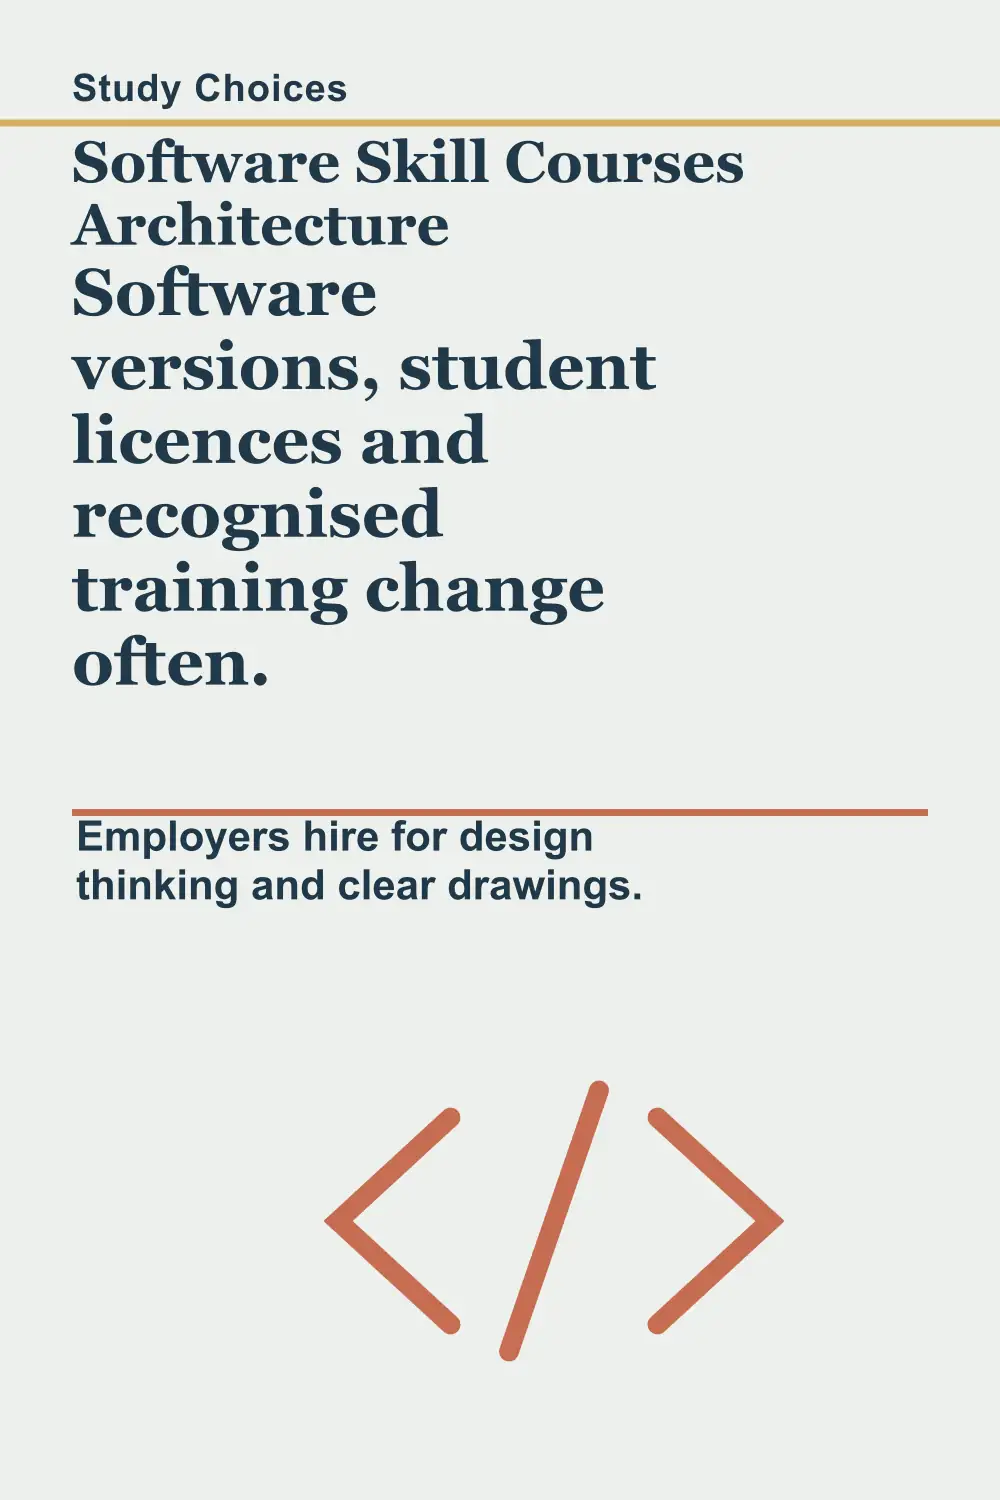 Study Choices
Software Skill Courses
Architecture
Software
versions, student
licences and
recognised
training change
often.
Employers hire for design
thinking and clear drawings.